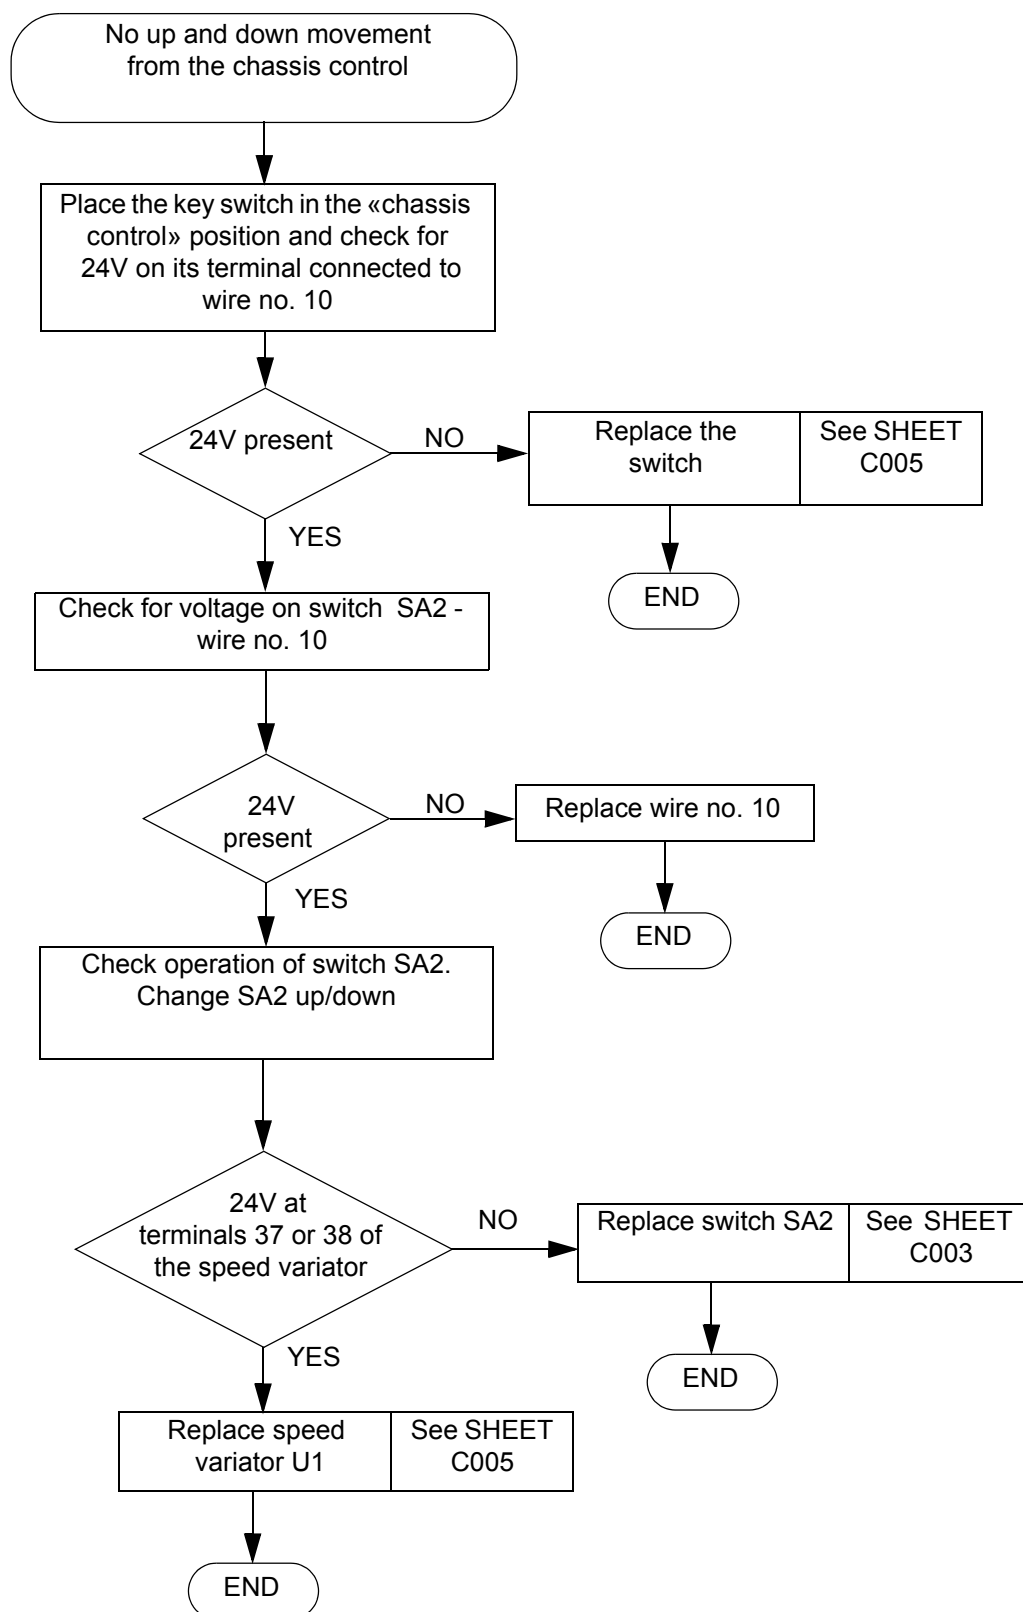 No up and down movement
from the chassis control
Place the key switch in the «chassis
control» position and check for
24V on its terminal connected to
wire no. 10
24V present
NO
Replace the
switch
See SHEET
C005
YES
END
Check for voltage on switch SA2 -
wire no. 10
24V
present
NO
Replace wire no. 10
YES
END
Check operation of switch SA2.
Change SA2 up/down
24V at
terminals 37 or 38 of
the speed variator
NO
Replace switch SA2
See SHEET
C003
YES
END
Replace speed
variator U1
See SHEET
C005
END